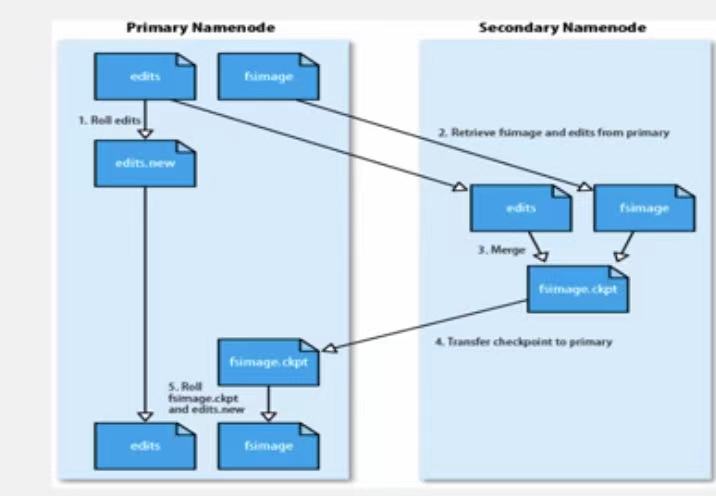 Primary Namenode
Secondary Namenode
edits
fsimage
1. Roll edits
2. Retrieve fsimage and edits from primary
edits.new
edits
fsimage
3. Merge
fsimage.ckpt
4. Transfer checkpoint to primary
fsimage.ckpt
5. Roll
fsimage.ckpt
and edits.new
edits
fsimage